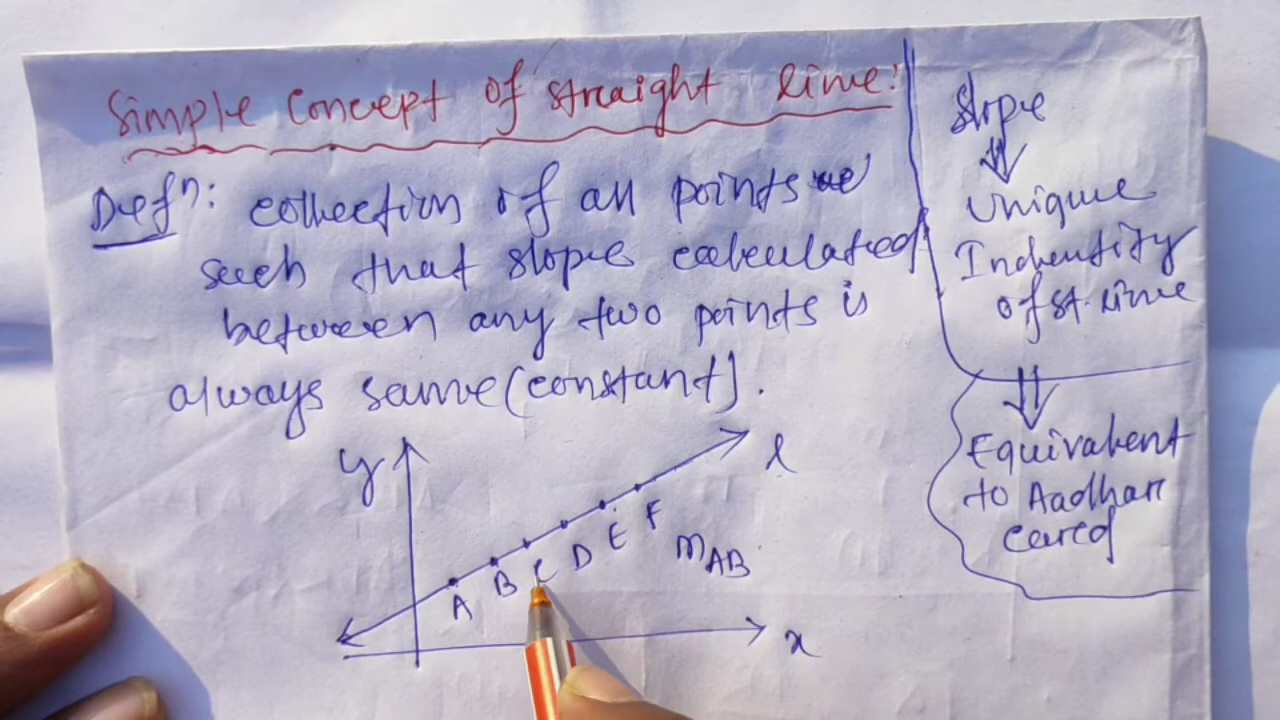 Simple Concept of straight line:
Defn: collection of all points
such that slope calculated
between any two points is
always same (constant).
y
l
A B C D E F
mAB
x
Slope
Unique
Indentity
of st. line
Equivalent
to Aadhar
card